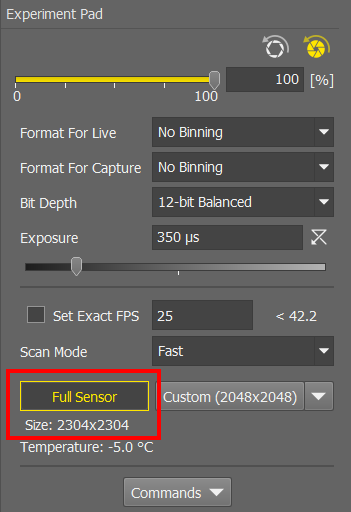 Experiment Pad
100 [%]
0 100
Format For Live No Binning
Format For Capture No Binning
Bit Depth 12-bit Balanced
Exposure 350 µs
Set Exact FPS 25 < 42.2
Scan Mode Fast
Full Sensor Custom (2048x2048)
Size: 2304x2304
Temperature: -5.0 °C
Commands